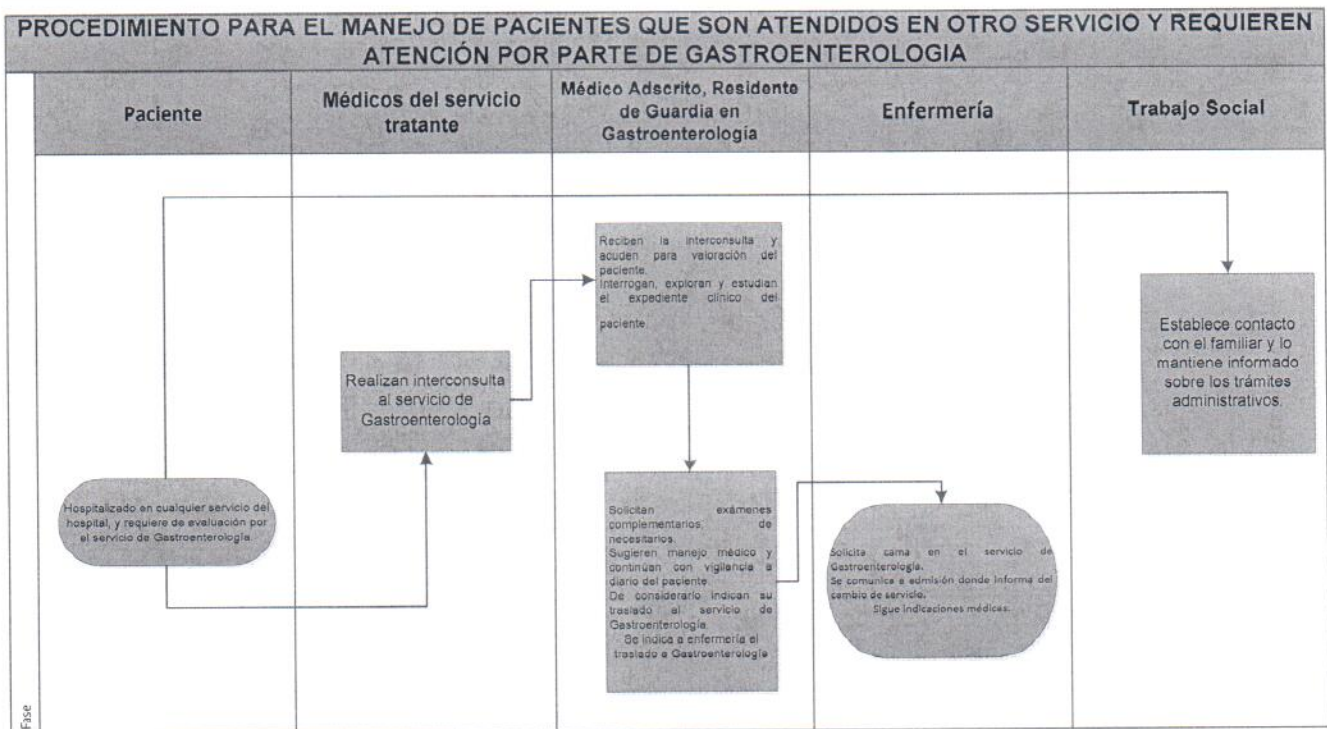 PROCEDIMIENTO PARA EL MANEJO DE PACIENTES QUE SON ATENDIDOS EN OTRO SERVICIO Y REQUIEREN
ATENCIÓN POR PARTE DE GASTROENTEROLOGIA
Paciente
Médicos del servicio
tratante
Médico Adscrito, Residente
de Guardia en
Gastroenterología
Enfermería
Trabajo Social
Hospitalizado en cualquier servicio del
hospital, y requiere de evaluación por
el servicio de Gastroenterología.
Realizan interconsulta
al servicio de
Gastroenterología
Reciben la interconsulta y
acuden para valoración del
paciente.
Interrogan, exploran y estudian
el expediente clínico del
paciente.
Solicitan exámenes
complementarios, de
necesitarlos.
Sugieren manejo médico y
continúan con vigilancia a
diario del paciente.
De considerarlo indican su
traslado al servicio de
Gastroenterología.
Se indica a enfermería el
traslado a Gastroenterología
Solicita cama en el servicio de
Gastroenterología.
Se comunica a admisión donde informa del
cambio de servicio.
Sigue indicaciones médicas.
Establece contacto
con el familiar y lo
mantiene informado
sobre los trámites
administrativos.
Fase